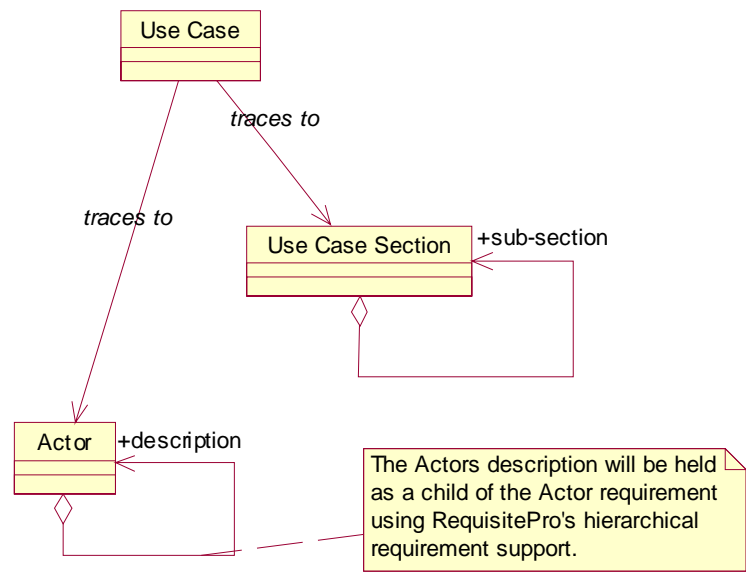 Use Case
traces to
traces to
Use Case Section
+sub-section
Actor
+description
The Actors description will be held
as a child of the Actor requirement
using RequisitePro's hierarchical
requirement support.